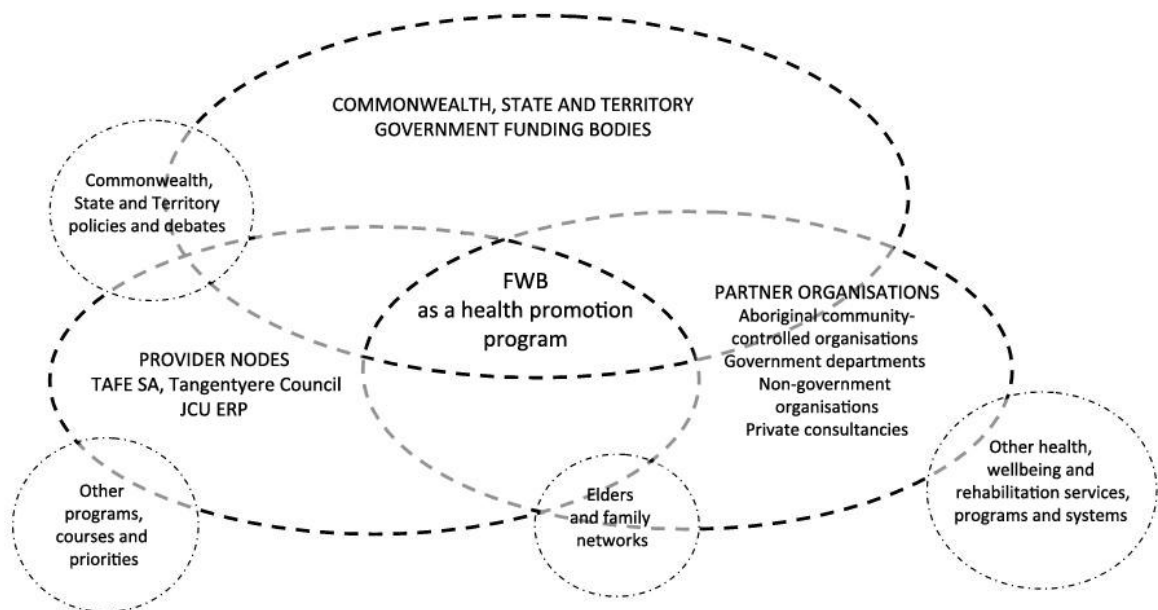 COMMONWEALTH, STATE AND TERRITORY
GOVERNMENT FUNDING BODIES
Commonwealth,
State and Territory
policies and debates
FWB
as a health promotion
program
PARTNER ORGANISATIONS
Aboriginal community-
controlled organisations
Government departments
Non-government
organisations
Private consultancies
PROVIDER NODES
TAFE SA, Tangentyere Council
JCU ERP
Other
programs,
courses and
priorities
Elders
and family
networks
Other health,
wellbeing and
rehabilitation services,
programs and systems